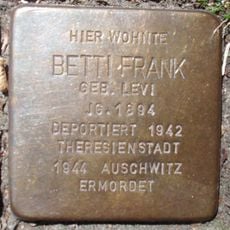 HIER WOHNTE
BETTI FRANK
GEB. LEVI
JG. 1894
DEPORTIERT 1942
THERESIENSTADT
1944 AUSCHWITZ
ERMORDET